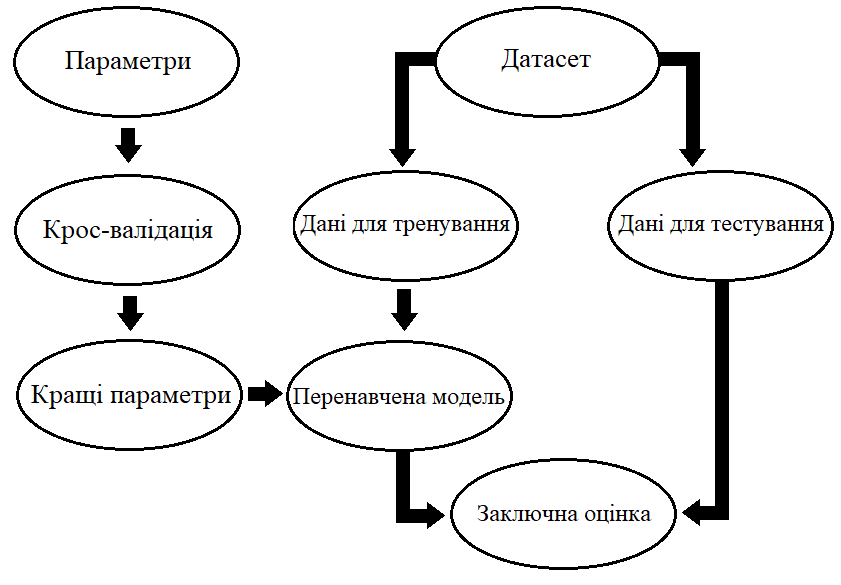 Параметри
Датасет
Крос-валідація
Дані для тренування
Дані для тестування
Кращі параметри
Перенавчена модель
Заключна оцінка